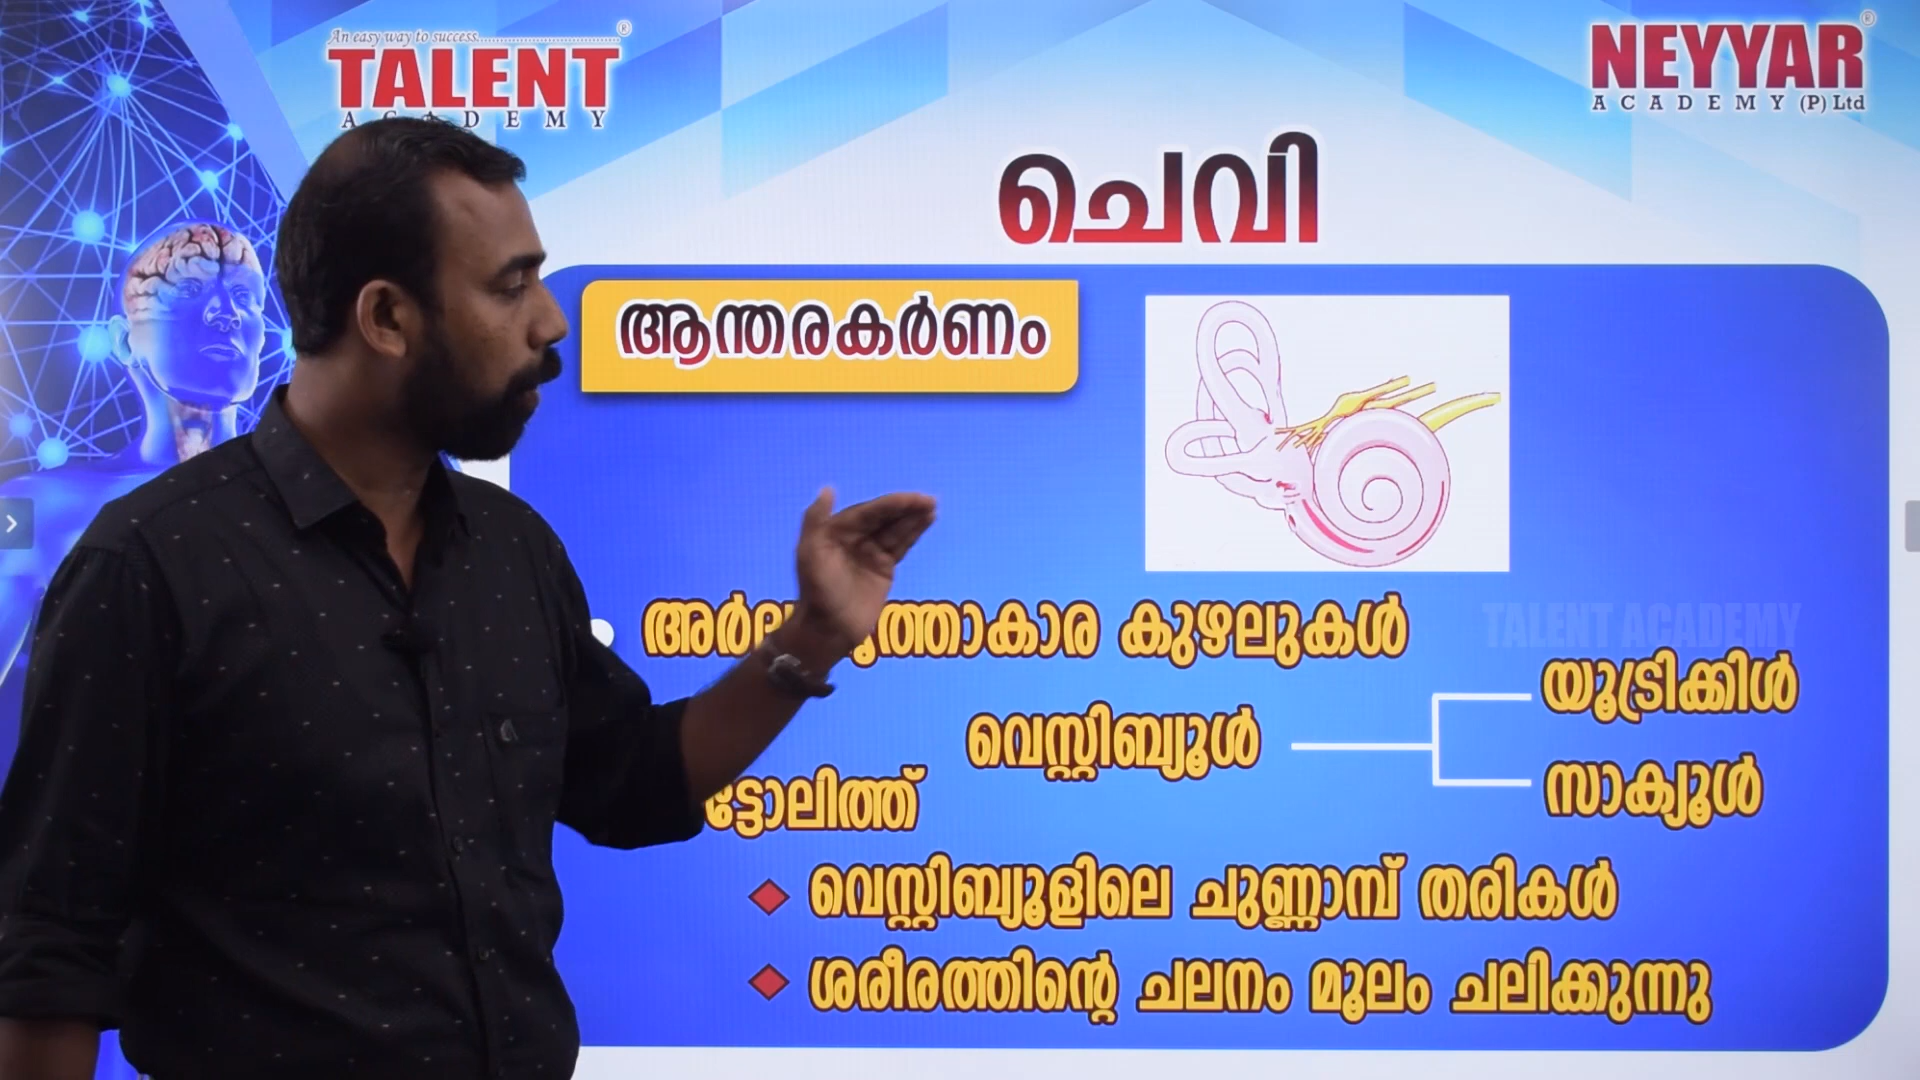 An easy way to success
TALENT
ACADEMY
NEYYAR
ACADEMY (P) Ltd
ചെവി
ആന്തരകർണം
കുഴലുകൾ
TALENT ACADEMY
യൂട്രിക്കിൾ
വെസ്റ്റിബ്യൂൾ
സാക്യൂൾ
വെസ്റ്റിബ്യൂളിലെ ചുണ്ണാമ്പ് തരികൾ
ശരീരത്തിന്റെ ചലനം മൂലം ചലിക്കുന്നു